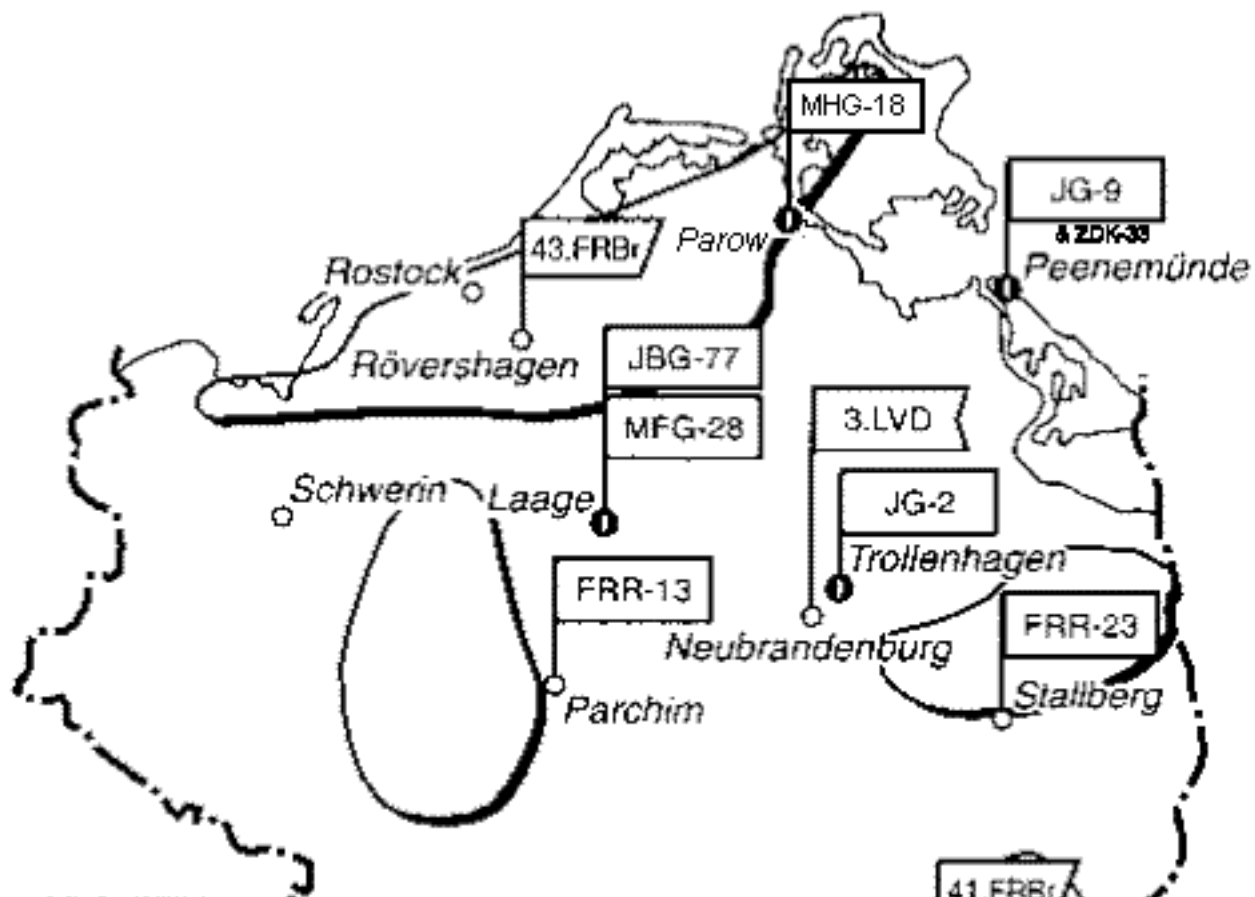 MHG-18
JG-9
& ZDK-33
Peenemünde
Parow
43.FRBr
Rostock
Rövershagen
JBG-77
MFG-28
3.LVD
Schwerin
Laage
JG-2
Trollenhagen
FRR-13
FRR-23
Neubrandenburg
Stallberg
Parchim
41.FRBr